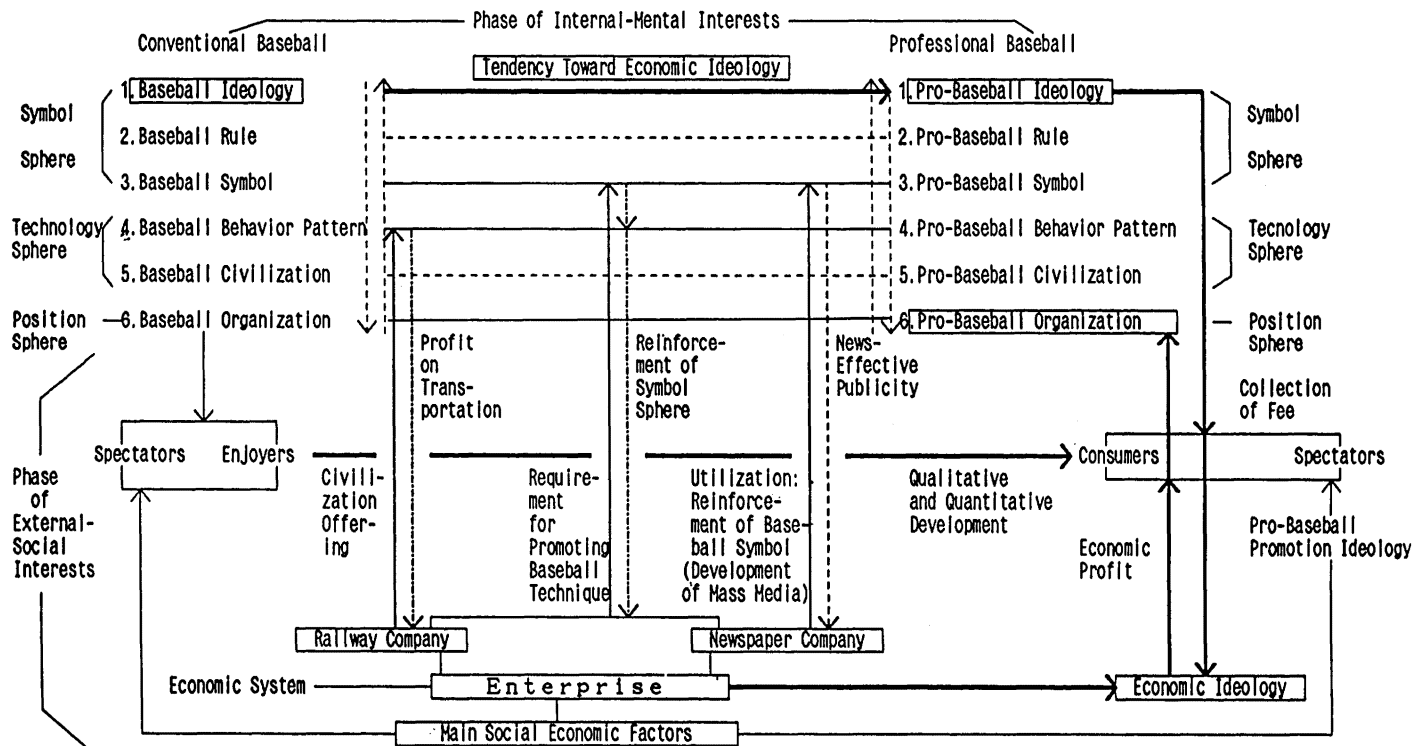 Phase of Internal-Mental Interests
Conventional Baseball
Professional Baseball
Tendency Toward Economic Ideology
Symbol
Sphere
1. Baseball Ideology
2. Baseball Rule
3. Baseball Symbol
Technology
Sphere
4. Baseball Behavior Pattern
5. Baseball Civilization
Position
Sphere
6. Baseball Organization
1. Pro-Baseball Ideology
2. Pro-Baseball Rule
3. Pro-Baseball Symbol
4. Pro-Baseball Behavior Pattern
5. Pro-Baseball Civilization
6. Pro-Baseball Organization
Symbol
Sphere
Tecnology
Sphere
Position
Sphere
Profit
on
Trans-
portation
Reinforce-
ment of
Symbol
Sphere
News-
Effective
Publicity
Collection
of Fee
Spectators
Enjoyers
Consumers
Spectators
Phase
of
External-
Social
Interests
Civili-
zation
Offer-
ing
Require-
ment
for
Promoting
Baseball
Technique
Utilization:
Reinforce-
ment of Base-
ball Symbol
(Development
of Mass Media)
Qualitative
and Quantitative
Development
Economic
Profit
Pro-Baseball
Promotion Ideology
Railway Company
Newspaper Company
Economic System
Enterprise
Economic Ideology
Main Social Economic Factors